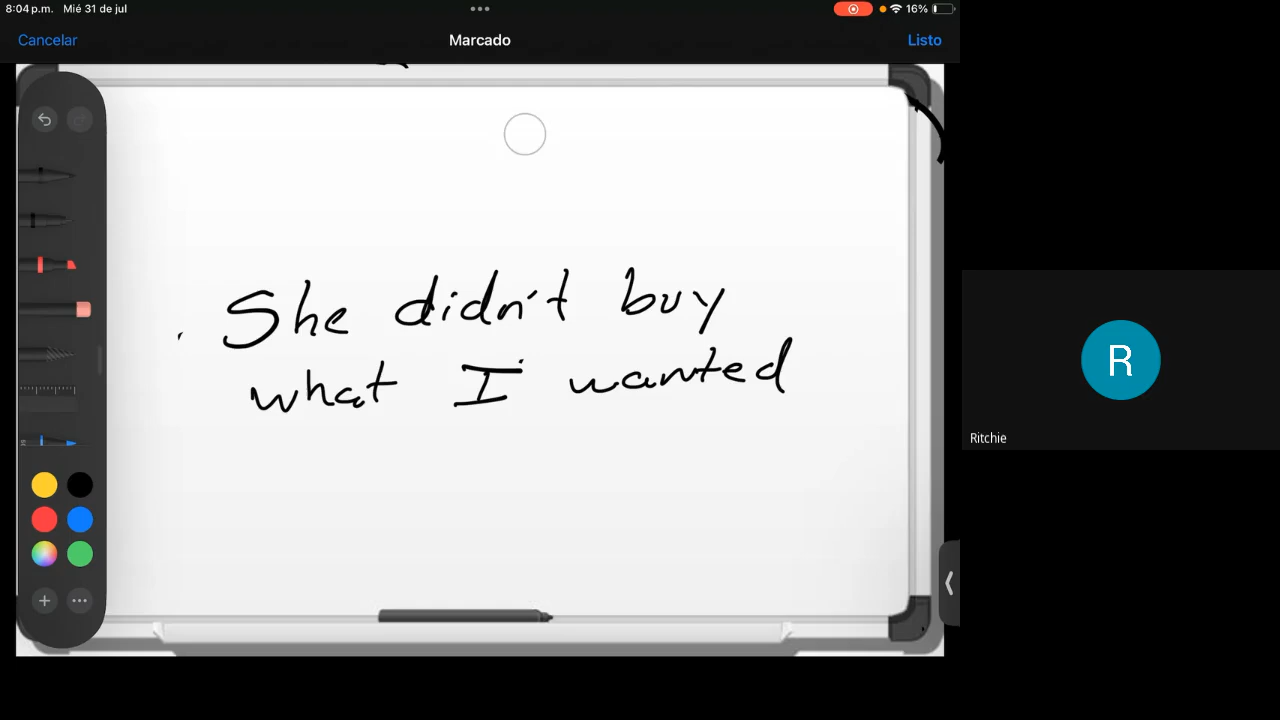 8:04 p.m. Mié 31 de jul
16%
Cancelar
Marcado
Listo
She didn't buy
what I wanted
R
Ritchie